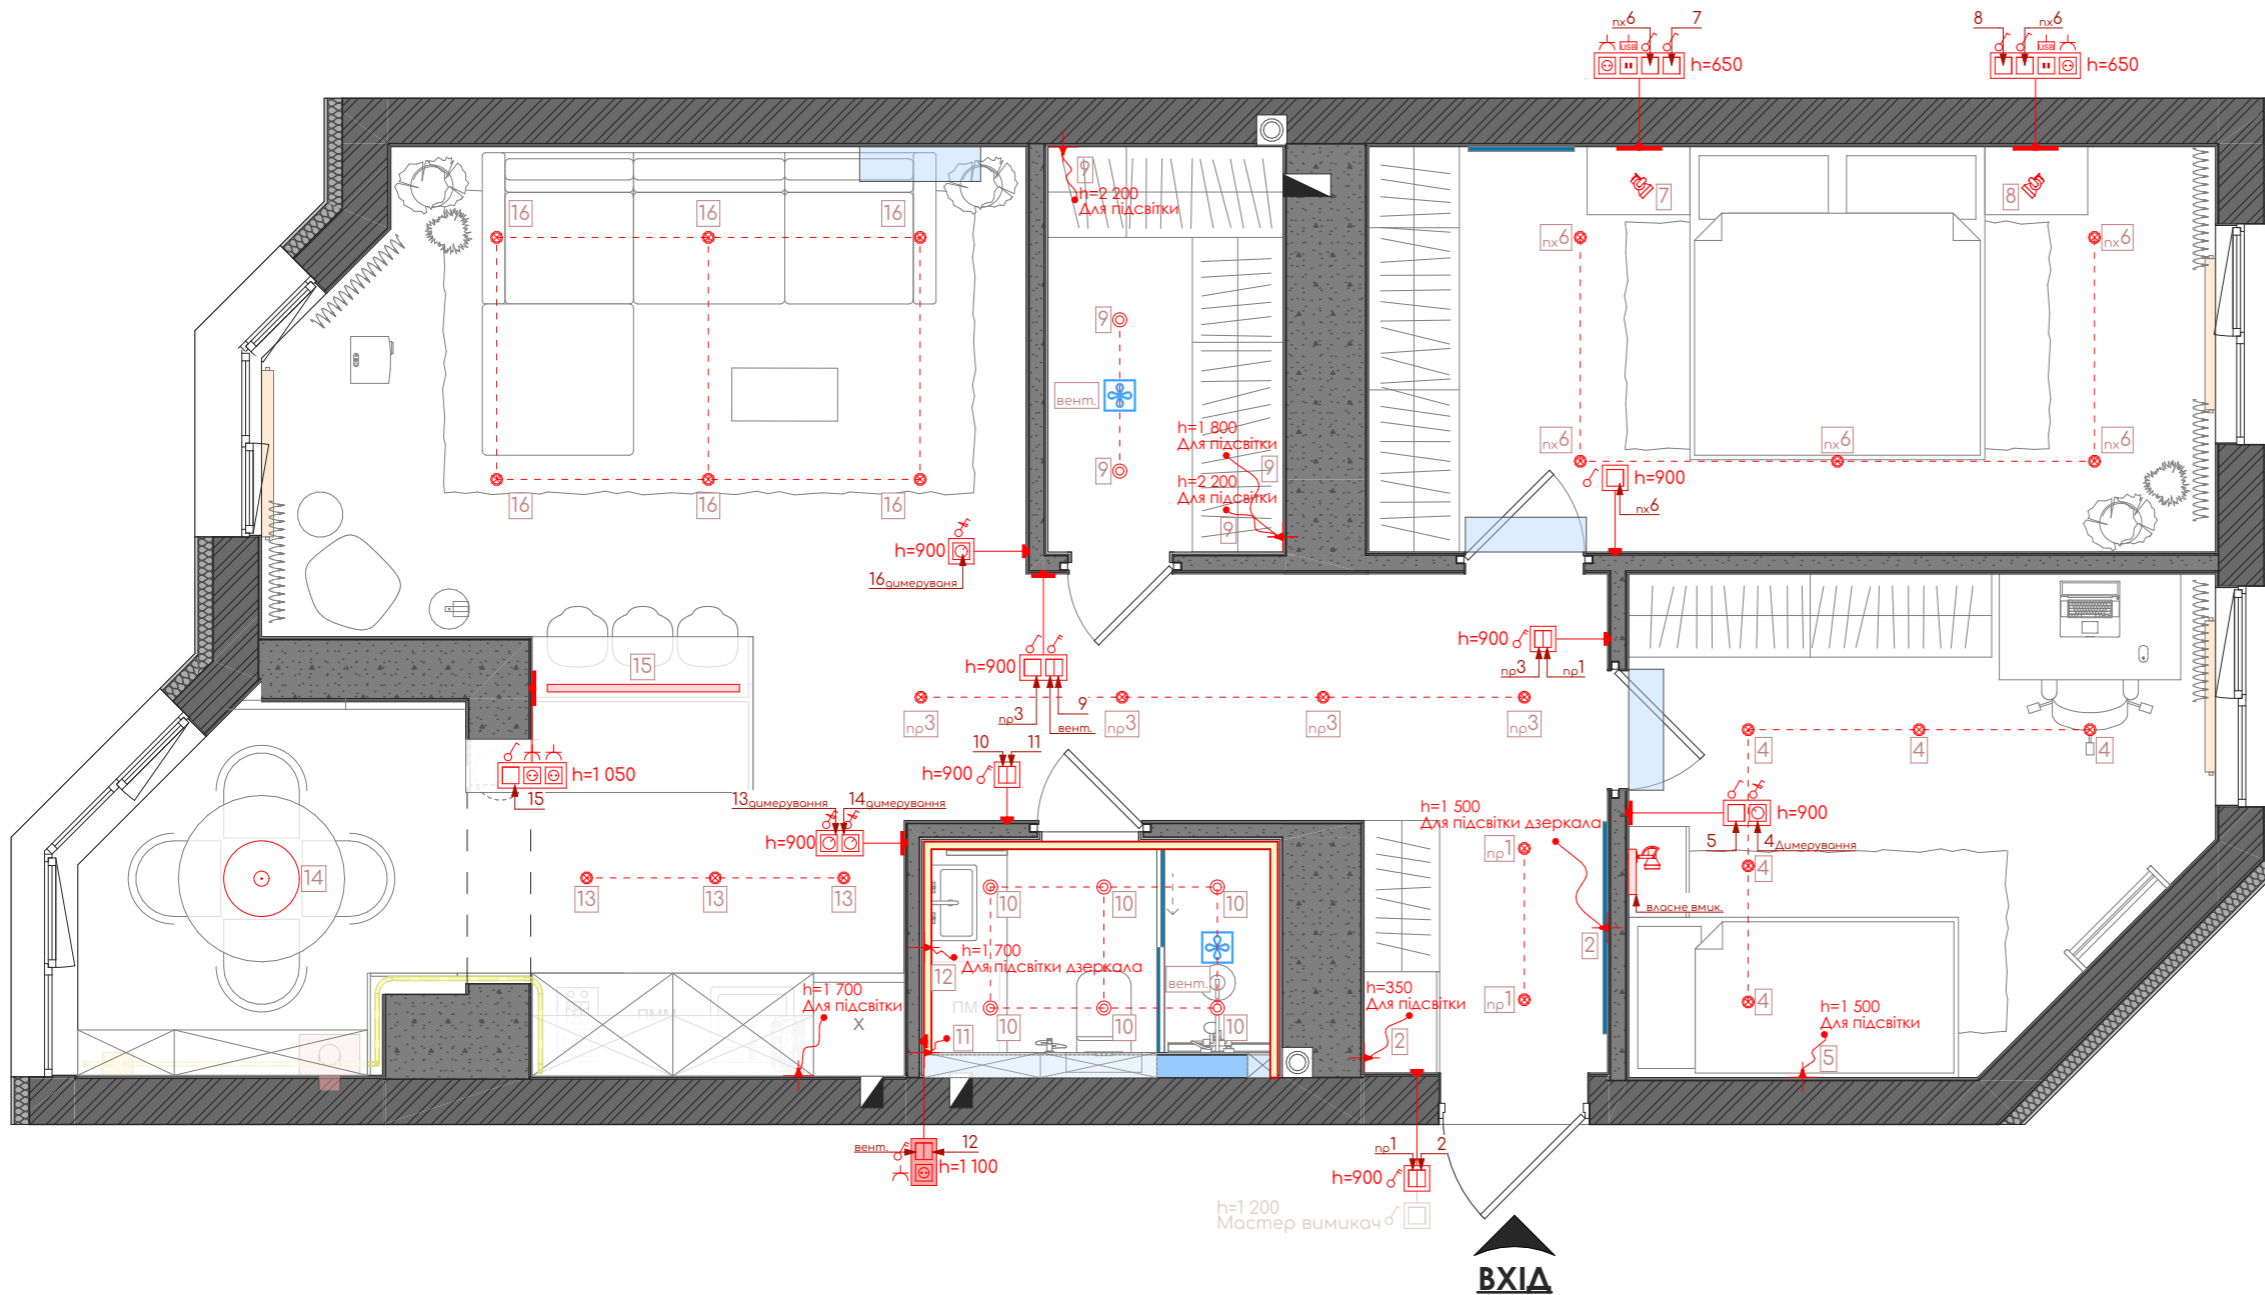 пх6
7
8
пх6
USB
h=650
USB
h=650
9
h=2 200
Для підсвітки
7
8
16
16
16
пх6
пх6
9
вент.
h=1 800
Для підсвітки
9
9
h=2 200
Для підсвітки
9
пх6
пх6
пх6
h=900
пх6
16
16
16
h=900
16димеруваня
15
h=900
пр3
9
вент.
h=900
пр3
пр1
пр3
пр3
пр3
пр3
4
4
4
10
11
h=900
h=1 050
15
13димерування
14димерування
h=900
h=1 500
Для підсвітки дзеркала
h=900
5
4Димерування
4
пр1
14
13
13
13
10
10
10
власне вмик.
2
h=1 700
Для підсвітки дзеркала
12
вент.
ПМ
ПММ
h=1 700
Для підсвітки
x
h=350
Для підсвітки
пр1
4
h=1 500
Для підсвітки
10
10
10
11
2
5
вент.
12
h=1 100
пр1
2
h=900
h=1 200
Мастер вимикач
ВХІД